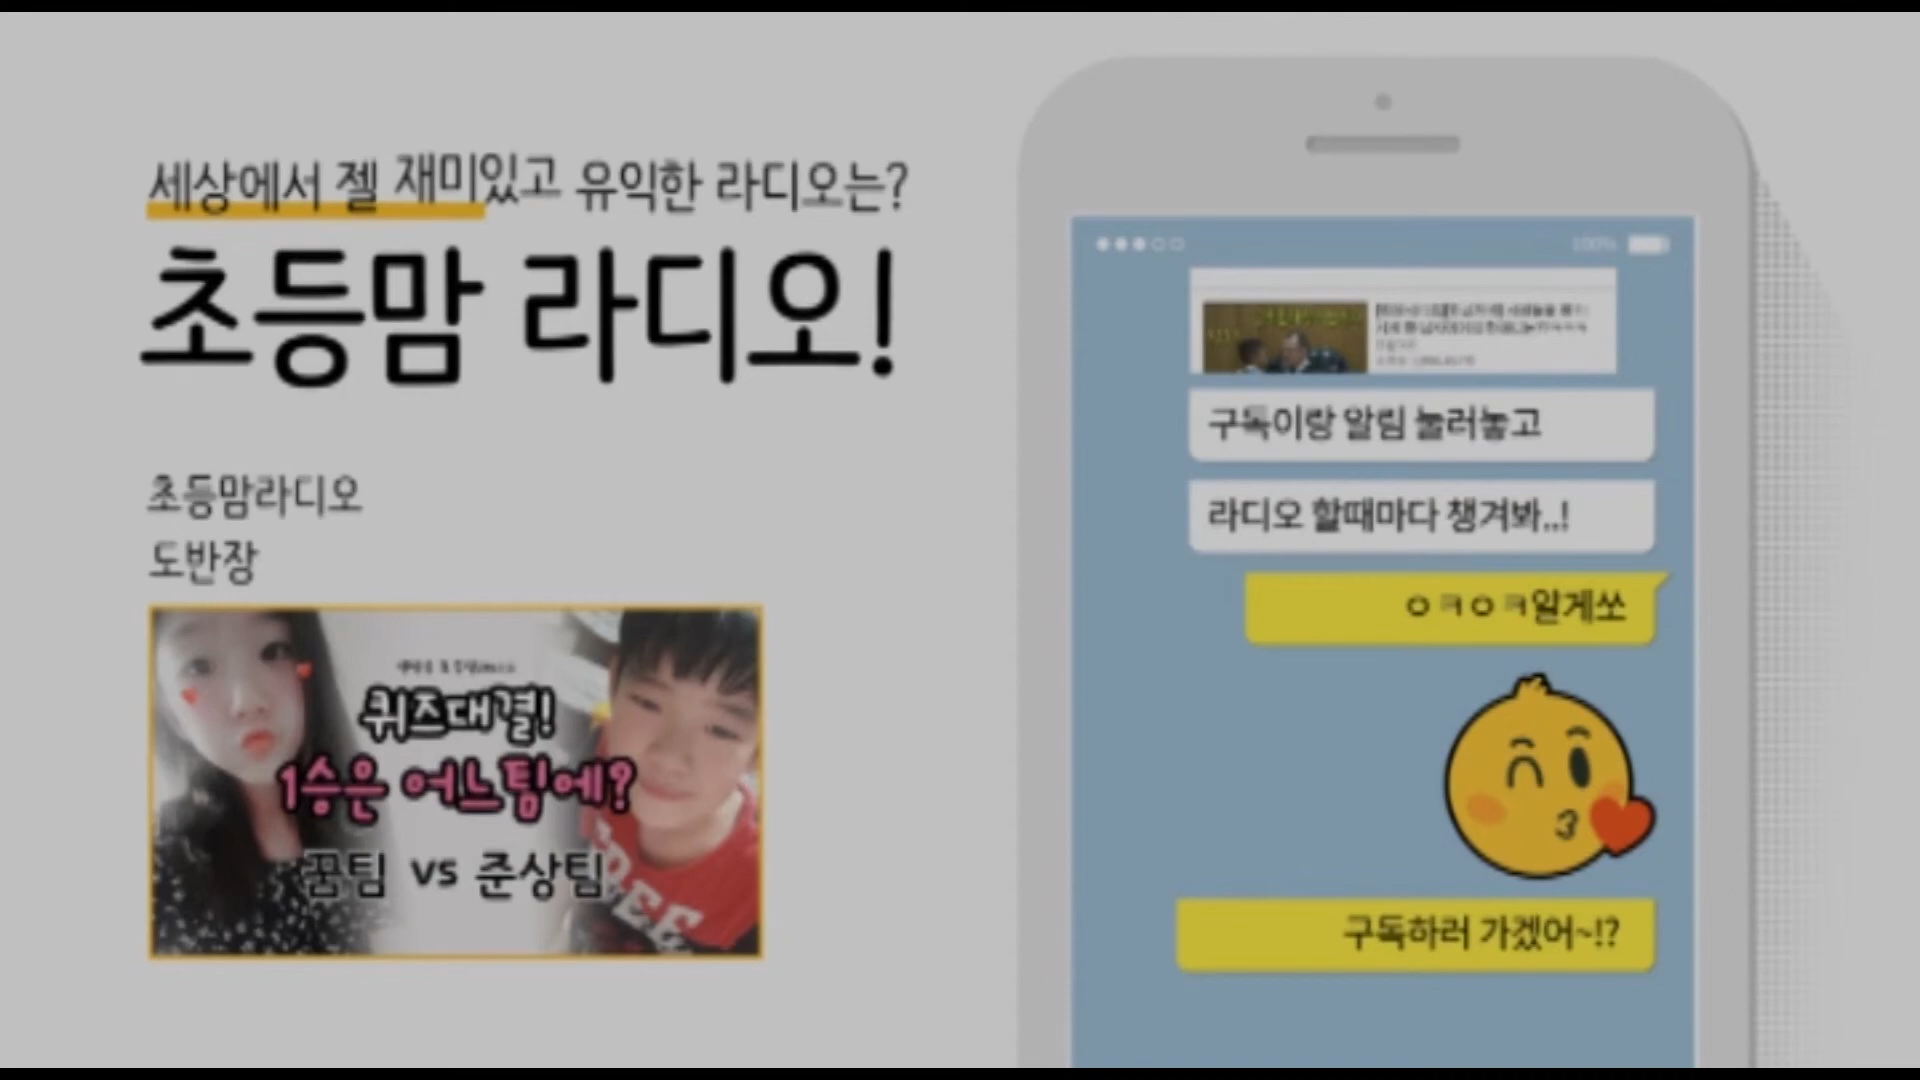 세상에서 젤 재미있고 유익한 라디오는?
초등맘 라디오!
초등맘라디오
도반장
퀴즈대결!
1승은 어느팀에?
꿈팀 vs 준상팀
100%
구독이랑 알림 눌러놓고
라디오 할때마다 챙겨봐..!
ㅇㅋㅇㅋ알게쏘
구독하러 가겠어~!?